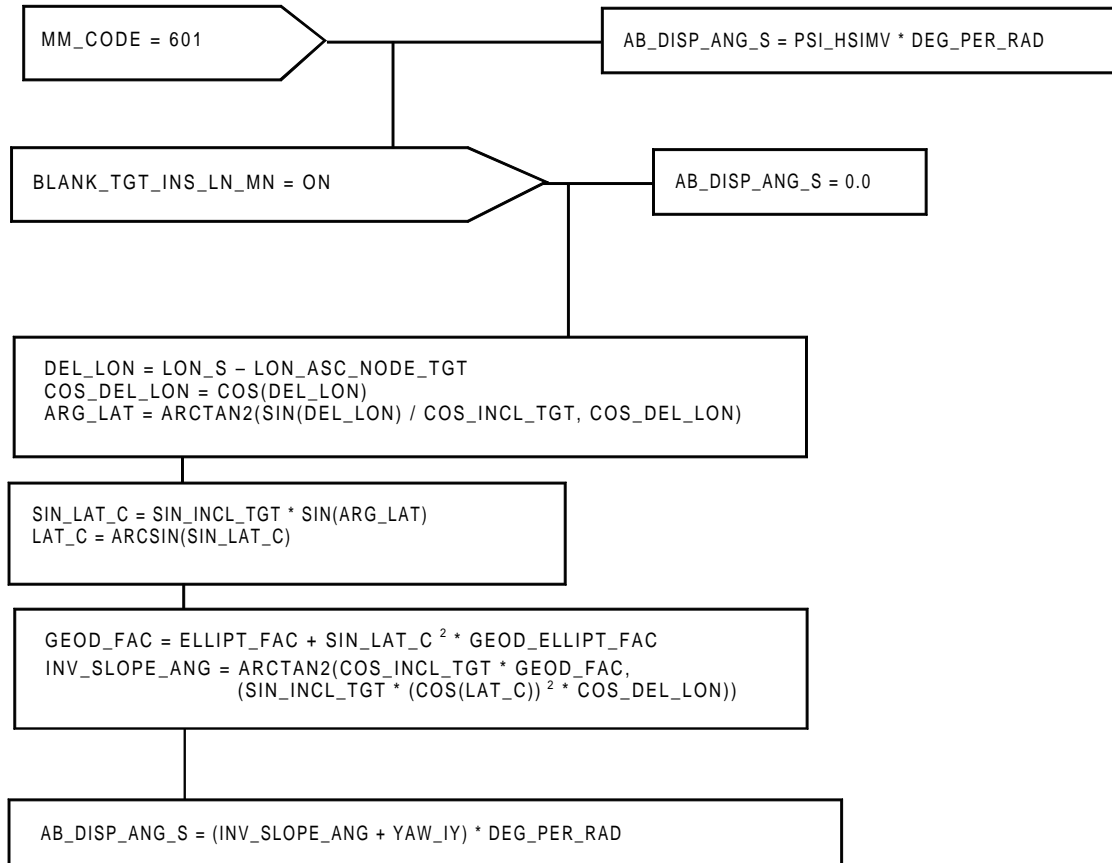 MM_CODE = 601
AB_DISP_ANG_S = PSI_HSIMV * DEG_PER_RAD
BLANK_TGT_INS_LN_MN = ON
AB_DISP_ANG_S = 0.0
DEL_LON = LON_S – LON_ASC_NODE_TGT
COS_DEL_LON = COS(DEL_LON)
ARG_LAT = ARCTAN2(SIN(DEL_LON) / COS_INCL_TGT, COS_DEL_LON)
SIN_LAT_C = SIN_INCL_TGT * SIN(ARG_LAT)
LAT_C = ARCSIN(SIN_LAT_C)
GEOD_FAC = ELLIPT_FAC + SIN_LAT_C ² * GEOD_ELLIPT_FAC
INV_SLOPE_ANG = ARCTAN2(COS_INCL_TGT * GEOD_FAC,
(SIN_INCL_TGT * (COS(LAT_C)) ² * COS_DEL_LON))
AB_DISP_ANG_S = (INV_SLOPE_ANG + YAW_IY) * DEG_PER_RAD